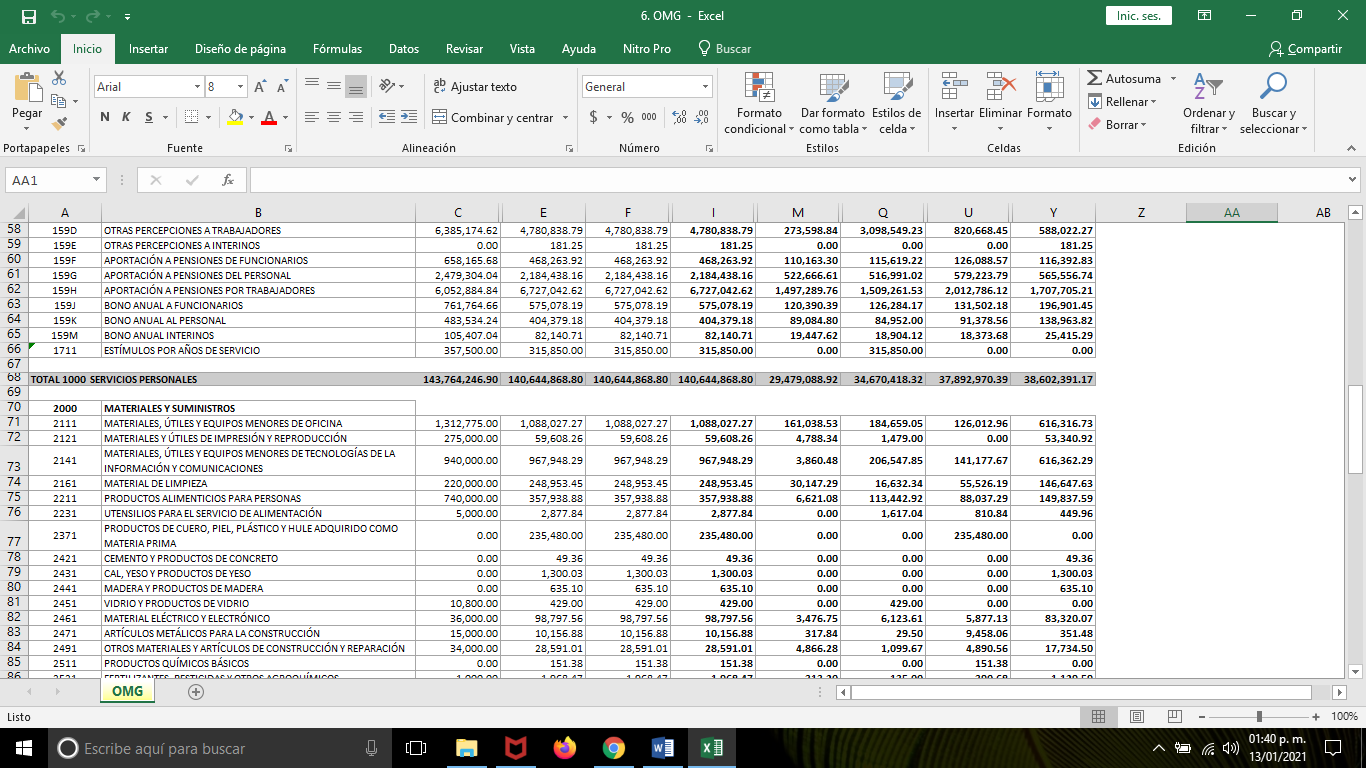 6. OMG - Excel
Inic. ses.
Archivo Inicio Insertar Diseño de página Fórmulas Datos Revisar Vista Ayuda Nitro Pro Buscar Compartir
Arial 8 Ajustar texto General Autosuma
Pegar Formato condicional Dar formato como tabla Estilos de celda Insertar Eliminar Formato Rellenar Ordenar y filtrar Buscar y seleccionar
N K S Combinar y centrar $ % 000 Borrar
Portapapeles Fuente Alineación Número Estilos Celdas Edición
AA1 fx
A B C E F I M Q U Y Z AA AB
58 159D OTRAS PERCEPCIONES A TRABAJADORES 6,385,174.62 4,780,838.79 4,780,838.79 4,780,838.79 273,598.84 3,098,549.23 820,668.45 588,022.27
59 159E OTRAS PERCEPCIONES A INTERINOS 0.00 181.25 181.25 181.25 0.00 0.00 0.00 181.25
60 159F APORTACIÓN A PENSIONES DE FUNCIONARIOS 658,165.68 468,263.92 468,263.92 468,263.92 110,163.30 115,619.22 126,088.57 116,392.83
61 159G APORTACIÓN A PENSIONES DEL PERSONAL 2,479,304.04 2,184,438.16 2,184,438.16 2,184,438.16 522,666.61 516,991.02 579,223.79 565,556.74
62 159H APORTACIÓN A PENSIONES POR TRABAJADORES 6,052,884.84 6,727,042.62 6,727,042.62 6,727,042.62 1,497,289.76 1,509,261.53 2,012,786.12 1,707,705.21
63 159J BONO ANUAL A FUNCIONARIOS 761,764.66 575,078.19 575,078.19 575,078.19 120,390.39 126,284.17 131,502.18 196,901.45
64 159K BONO ANUAL AL PERSONAL 483,534.24 404,379.18 404,379.18 404,379.18 89,084.80 84,952.00 91,378.56 138,963.82
65 159M BONO ANUAL INTERINOS 105,407.04 82,140.71 82,140.71 82,140.71 19,447.62 18,904.12 18,373.68 25,415.29
66 1711 ESTÍMULOS POR AÑOS DE SERVICIO 357,500.00 315,850.00 315,850.00 315,850.00 0.00 315,850.00 0.00 0.00
67
68 TOTAL 1000 SERVICIOS PERSONALES 143,764,246.90 140,644,868.80 140,644,868.80 140,644,868.80 29,479,088.92 34,670,418.32 37,892,970.39 38,602,391.17
69
70 2000 MATERIALES Y SUMINISTROS
71 2111 MATERIALES, ÚTILES Y EQUIPOS MENORES DE OFICINA 1,312,775.00 1,088,027.27 1,088,027.27 1,088,027.27 161,038.53 184,659.05 126,012.96 616,316.73
72 2121 MATERIALES Y ÚTILES DE IMPRESIÓN Y REPRODUCCIÓN 275,000.00 59,608.26 59,608.26 59,608.26 4,788.34 1,479.00 0.00 53,340.92
73 2141 MATERIALES, ÚTILES Y EQUIPOS MENORES DE TECNOLOGÍAS DE LA
INFORMACIÓN Y COMUNICACIONES 940,000.00 967,948.29 967,948.29 967,948.29 3,860.48 206,547.85 141,177.67 616,362.29
74 2161 MATERIAL DE LIMPIEZA 220,000.00 248,953.45 248,953.45 248,953.45 30,147.29 16,632.34 55,526.19 146,647.63
75 2211 PRODUCTOS ALIMENTICIOS PARA PERSONAS 740,000.00 357,938.88 357,938.88 357,938.88 6,621.08 113,442.92 88,037.29 149,837.59
76 2231 UTENSILIOS PARA EL SERVICIO DE ALIMENTACIÓN 5,000.00 2,877.84 2,877.84 2,877.84 0.00 1,617.04 810.84 449.96
77 2371 PRODUCTOS DE CUERO, PIEL, PLÁSTICO Y HULE ADQUIRIDO COMO
MATERIA PRIMA 0.00 235,480.00 235,480.00 235,480.00 0.00 0.00 235,480.00 0.00
78 2421 CEMENTO Y PRODUCTOS DE CONCRETO 0.00 49.36 49.36 49.36 0.00 0.00 0.00 49.36
79 2431 CAL, YESO Y PRODUCTOS DE YESO 0.00 1,300.03 1,300.03 1,300.03 0.00 0.00 0.00 1,300.03
80 2441 MADERA Y PRODUCTOS DE MADERA 0.00 635.10 635.10 635.10 0.00 0.00 0.00 635.10
81 2451 VIDRIO Y PRODUCTOS DE VIDRIO 10,800.00 429.00 429.00 429.00 0.00 429.00 0.00 0.00
82 2461 MATERIAL ELÉCTRICO Y ELECTRÓNICO 36,000.00 98,797.56 98,797.56 98,797.56 3,476.75 6,123.61 5,877.13 83,320.07
83 2471 ARTÍCULOS METÁLICOS PARA LA CONSTRUCCIÓN 15,000.00 10,156.88 10,156.88 10,156.88 317.84 29.50 9,458.06 351.48
84 2491 OTROS MATERIALES Y ARTÍCULOS DE CONSTRUCCIÓN Y REPARACIÓN 34,000.00 28,591.01 28,591.01 28,591.01 4,866.28 1,099.67 4,890.56 17,734.50
85 2511 PRODUCTOS QUÍMICOS BÁSICOS 0.00 151.38 151.38 151.38 0.00 0.00 151.38 0.00
86
OMG
Listo 100%
Escribe aquí para buscar
01:40 p. m.
13/01/2021